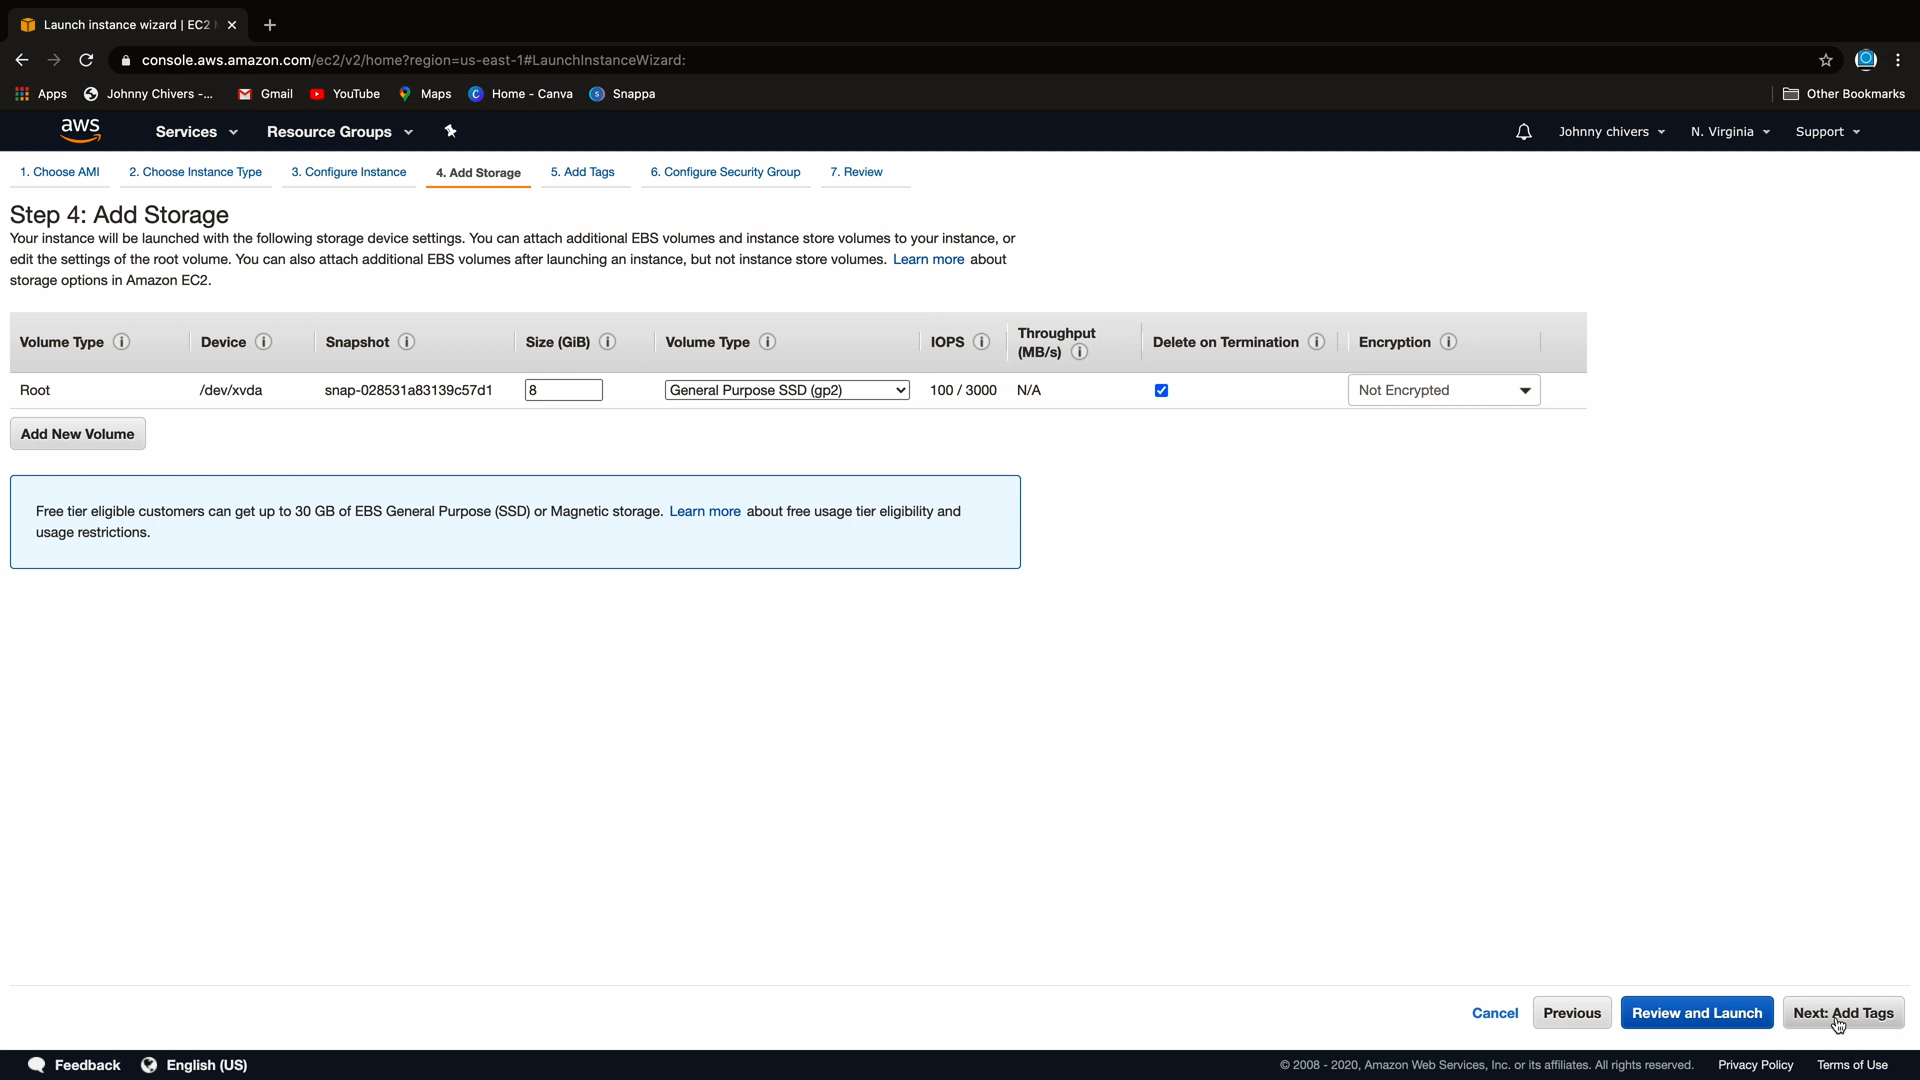 Launch instance wizard | EC2
console.aws.amazon.com/ec2/v2/home?region=us-east-1#LaunchInstanceWizard:
Apps Johnny Chivers -... Gmail YouTube Maps Home - Canva Snappa Other Bookmarks
aws Services Resource Groups Johnny chivers N. Virginia Support
1. Choose AMI 2. Choose Instance Type 3. Configure Instance 4. Add Storage 5. Add Tags 6. Configure Security Group 7. Review
Step 4: Add Storage
Your instance will be launched with the following storage device settings. You can attach additional EBS volumes and instance store volumes to your instance, or
edit the settings of the root volume. You can also attach additional EBS volumes after launching an instance, but not instance store volumes. Learn more about
storage options in Amazon EC2.
Volume Type Device Snapshot Size (GiB) Volume Type IOPS Throughput (MB/s) Delete on Termination Encryption
Root /dev/xvda snap-028531a83139c57d1 8 General Purpose SSD (gp2) 100 / 3000 N/A Not Encrypted
Add New Volume
Free tier eligible customers can get up to 30 GB of EBS General Purpose (SSD) or Magnetic storage. Learn more about free usage tier eligibility and
usage restrictions.
Cancel Previous Review and Launch Next: Add Tags
Feedback English (US) © 2008 - 2020, Amazon Web Services, Inc. or its affiliates. All rights reserved. Privacy Policy Terms of Use